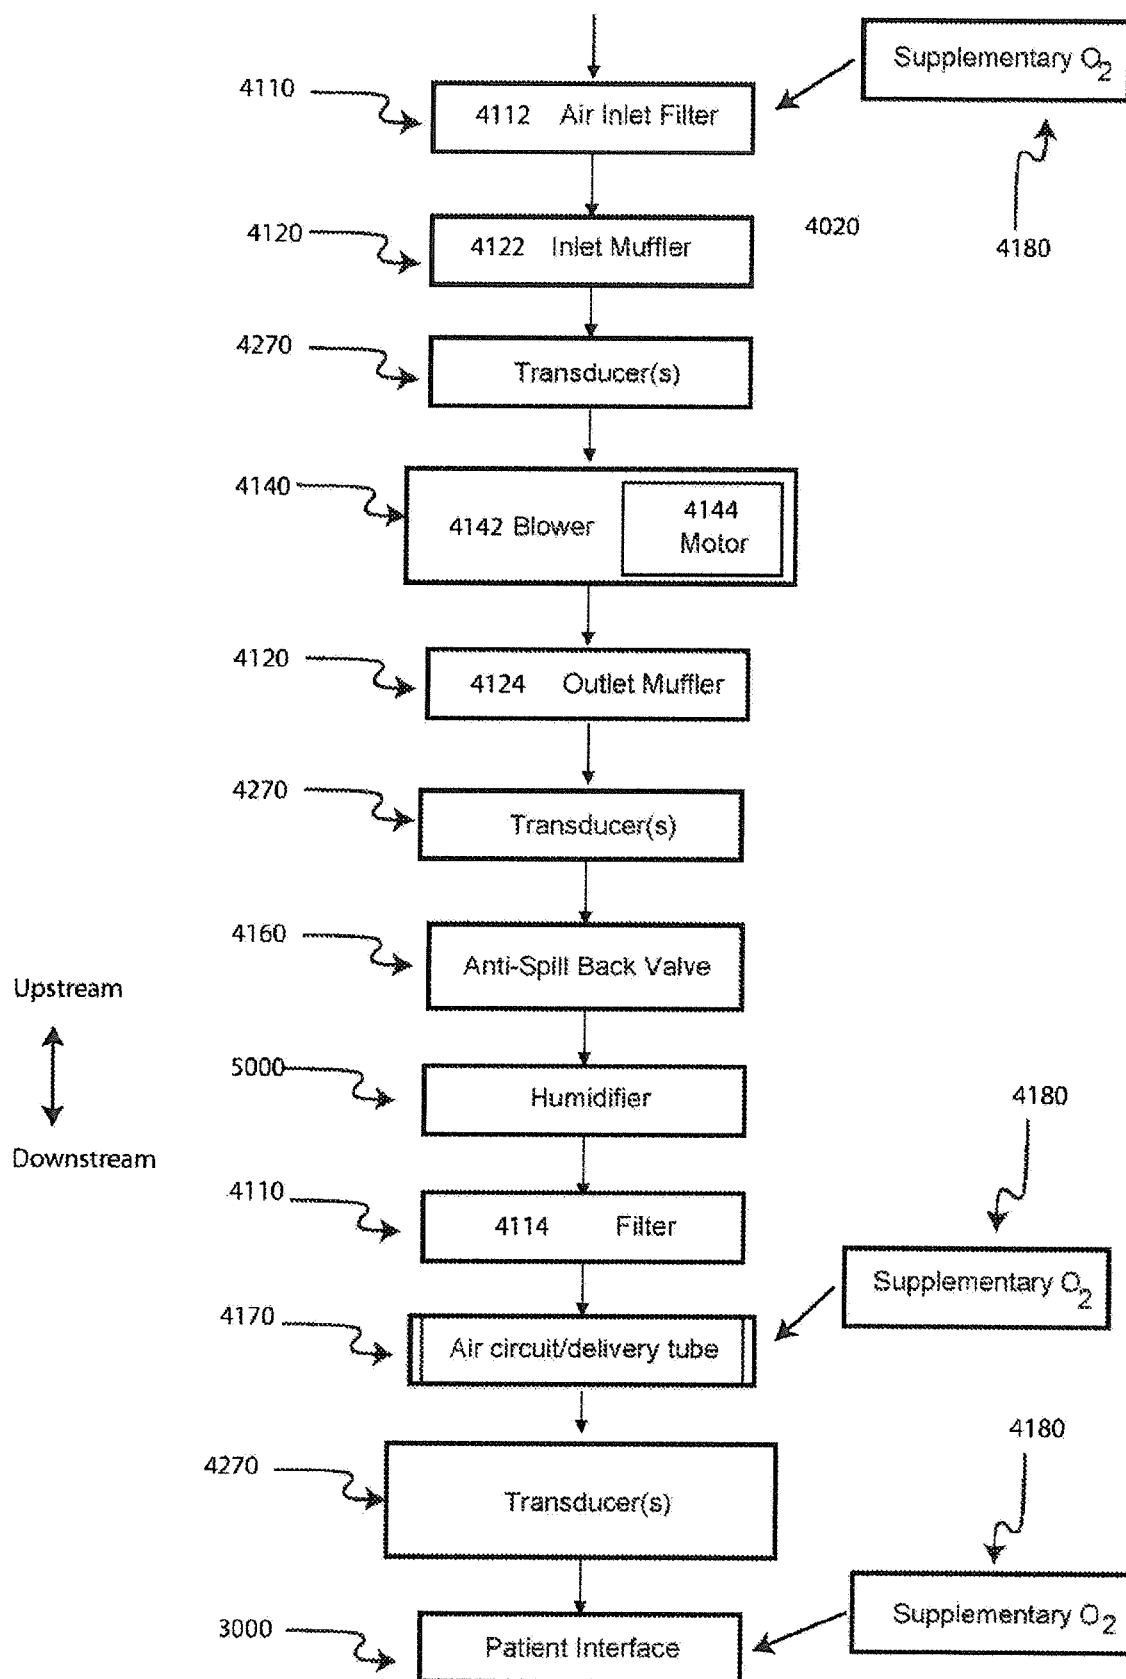 Supplementary O2
4110
4112 Air Inlet Filter
4120
4122 Inlet Muffler
4020
4180
4270
Transducer(s)
4140
4142 Blower
4144
Motor
4120
4124 Outlet Muffler
4270
Transducer(s)
4160
Anti-Spill Back Valve
Upstream
Downstream
5000
Humidifier
4180
4110
4114 Filter
Supplementary O2
4170
Air circuit/delivery tube
4180
4270
Transducer(s)
Supplementary O2
3000
Patient Interface